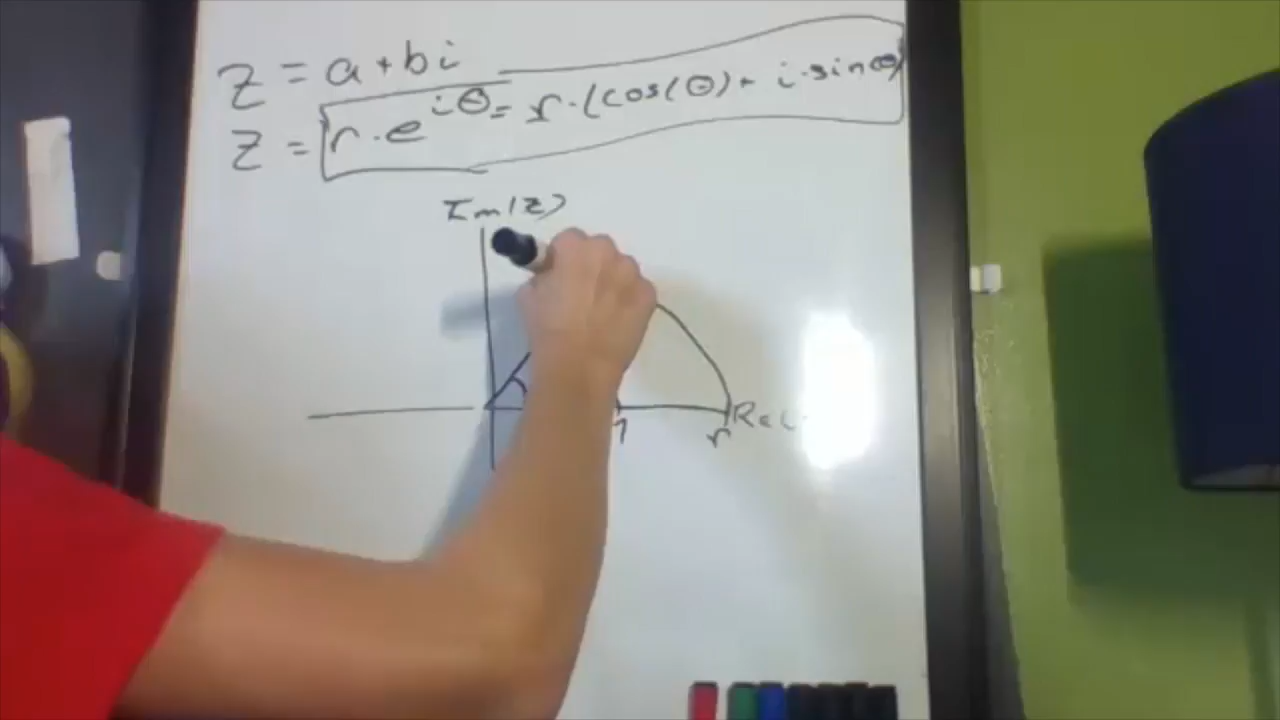 z = a + bi
z = r · e^{iΘ} = r · (cos(Θ) + i · sin(Θ)
Im(z)
1
r